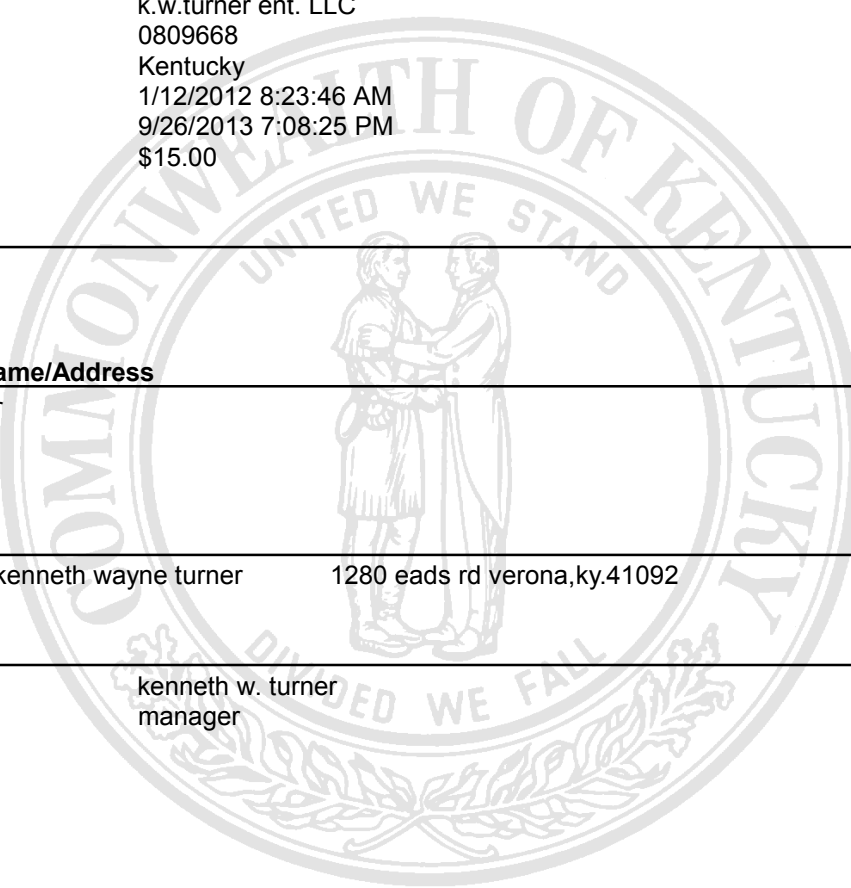 k.w.turner ent. LLC
0809668
Kentucky
1/12/2012 8:23:46 AM
9/26/2013 7:08:25 PM
$15.00
COMMONWEALTH OF KENTUCKY
UNITED WE STAND
ame/Address
kenneth wayne turner 1280 eads rd verona,ky.41092
DIVIDED WE FALL
kenneth w. turner
manager